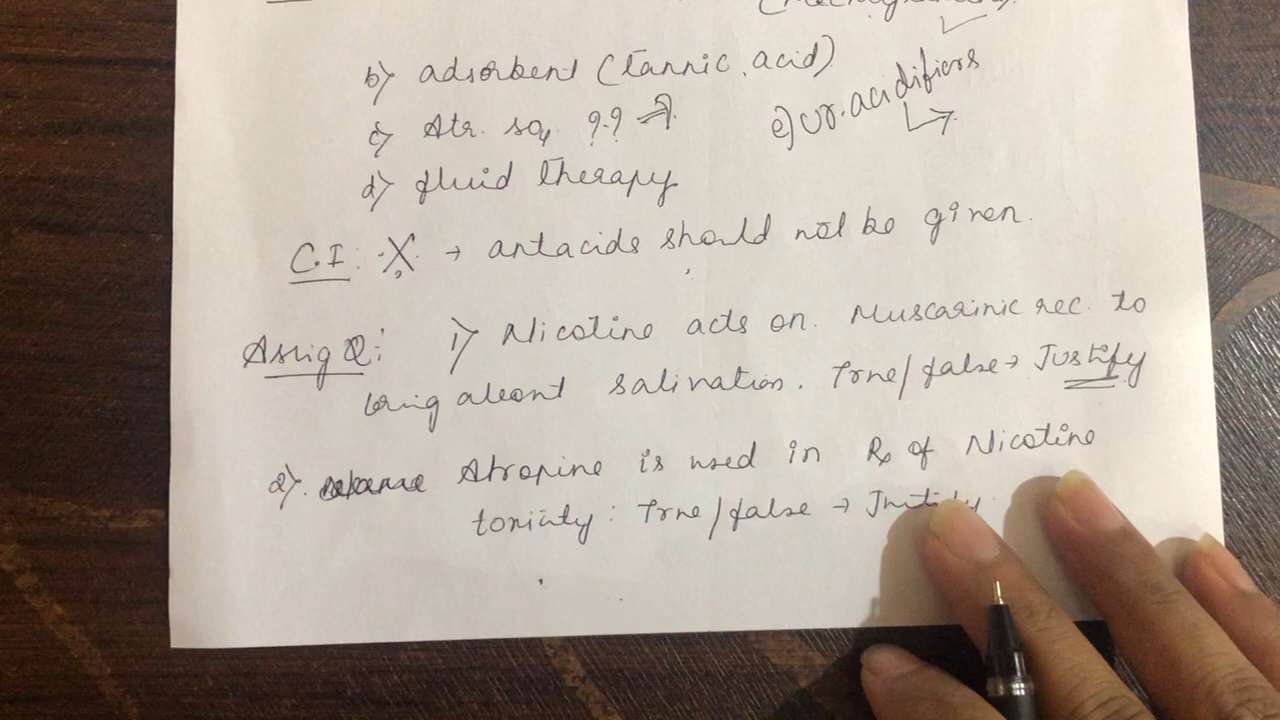 b) adsorbent (tannic acid)
c) Atr. so4 ?? →
e) ur. acidifiers
d) fluid therapy
C.I: X → antacids should not be given.
Assig Q: 1) Nicotine acts on Muscarinic rec. to
bring about salivation. True/false → Justify
2). Atropine is used in Rx of Nicotine
toxicity: True/false → Justify.